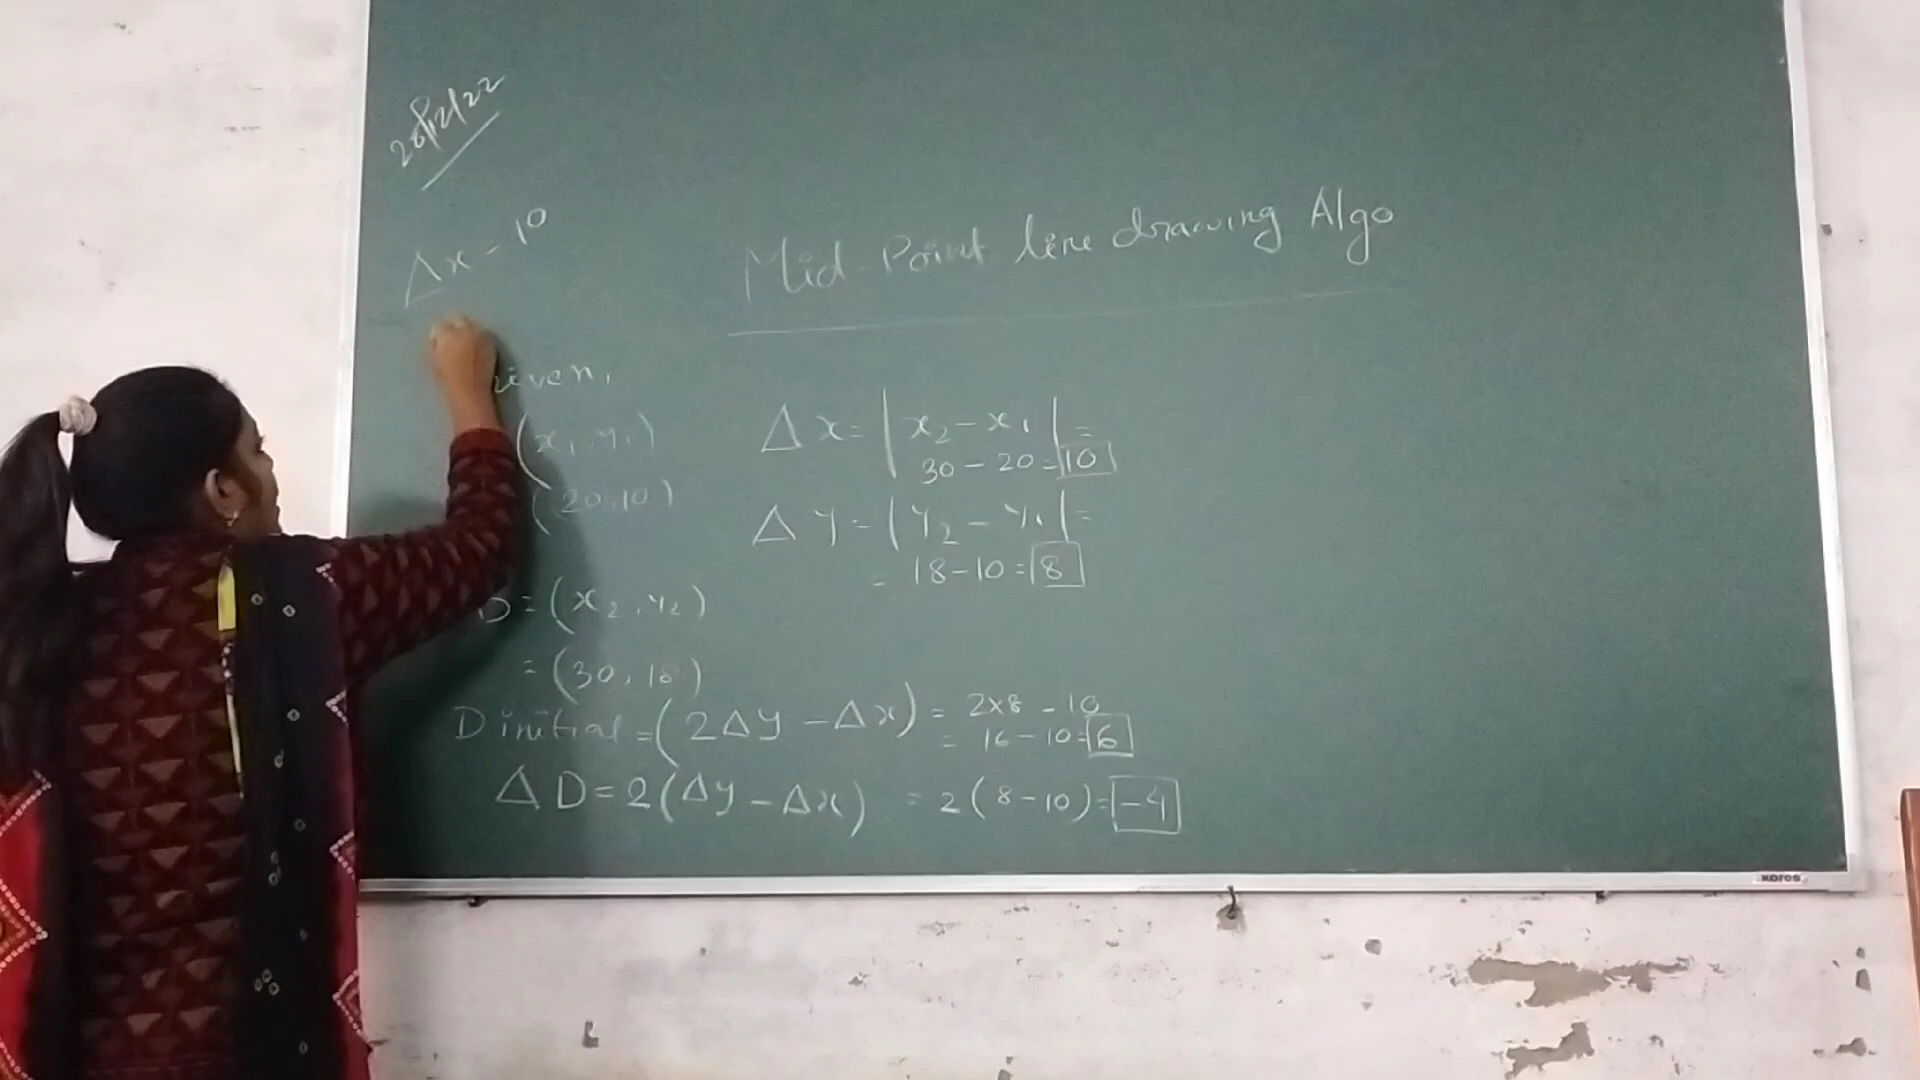 28/12/22
Δx = 10
Mid-Point line drawing Algo
iven,
(x₁, y₁)
(20,10)
D = (x₂, y₂)
= (30, 18)
Δx = |x₂ - x₁| =
30 - 20 = 10
Δy = |y₂ - y₁| =
= 18 - 10 = 8
D initial = (2Δy - Δx) = 2x8 - 10
= 16 - 10 = 6
ΔD = 2(Δy - Δx) = 2(8 - 10) = -4
KORES